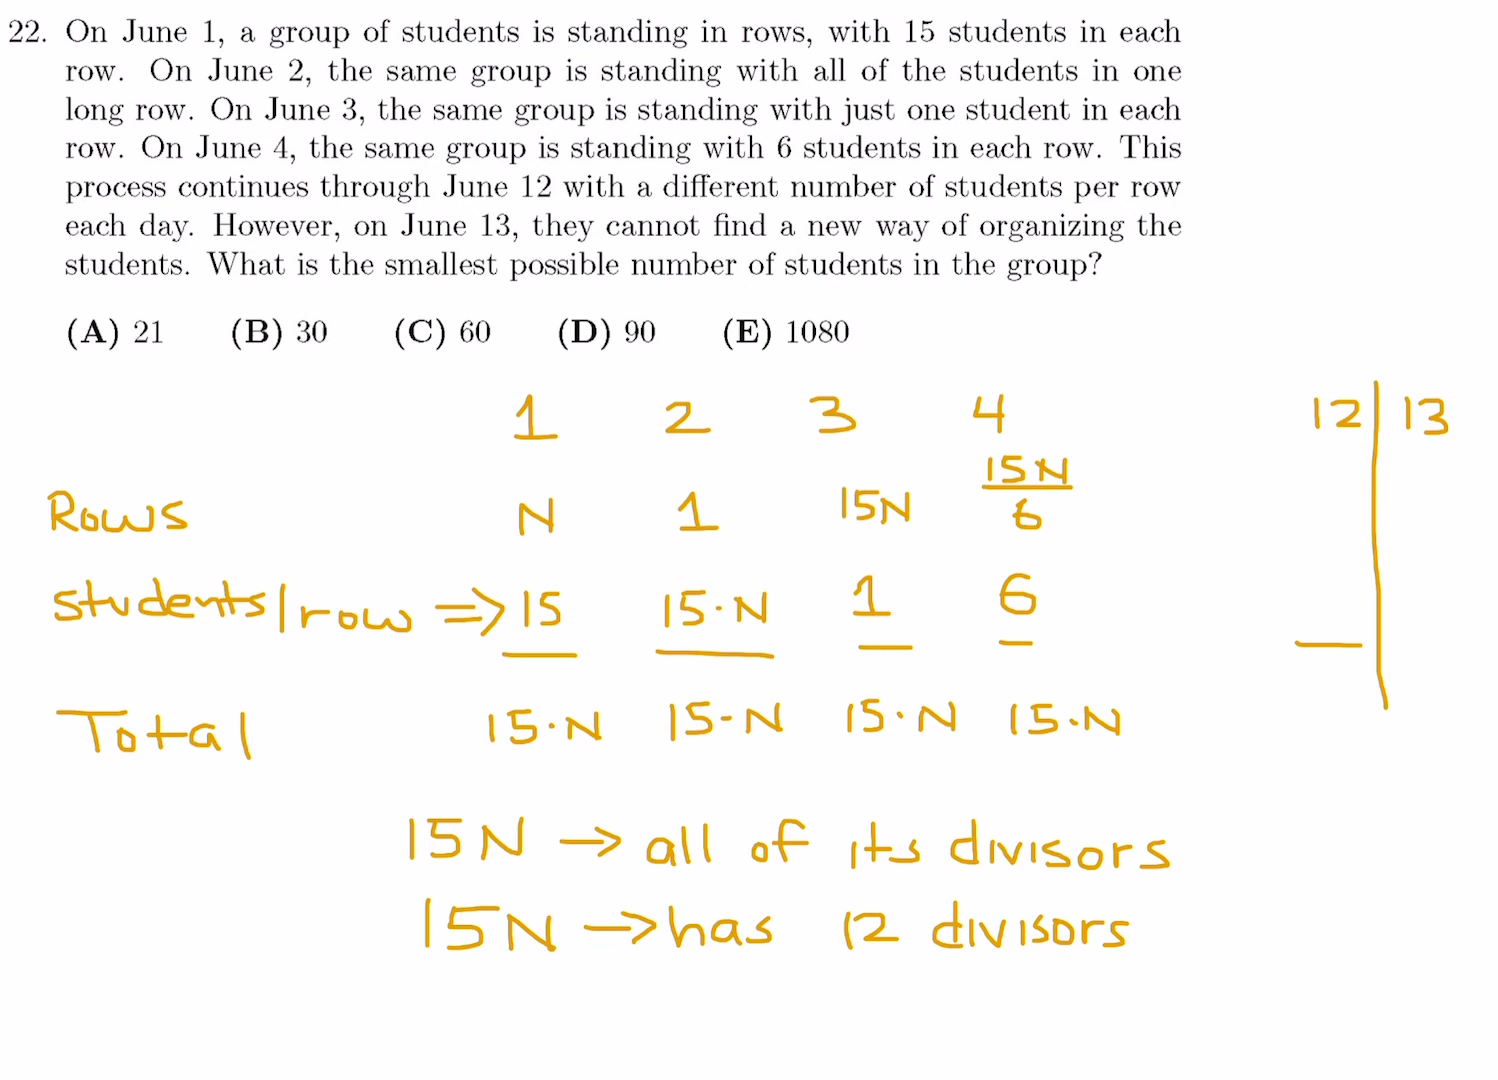 22. On June 1, a group of students is standing in rows, with 15 students in each
row. On June 2, the same group is standing with all of the students in one
long row. On June 3, the same group is standing with just one student in each
row. On June 4, the same group is standing with 6 students in each row. This
process continues through June 12 with a different number of students per row
each day. However, on June 13, they cannot find a new way of organizing the
students. What is the smallest possible number of students in the group?
(A) 21 (B) 30 (C) 60 (D) 90 (E) 1080
1 2 3 4 12 | 13
Rows N 1 15N 15N/6
students/row => 15 15·N 1 6
Total 15·N 15-N 15·N 15·N
15N → all of its divisors
15N → has 12 divisors